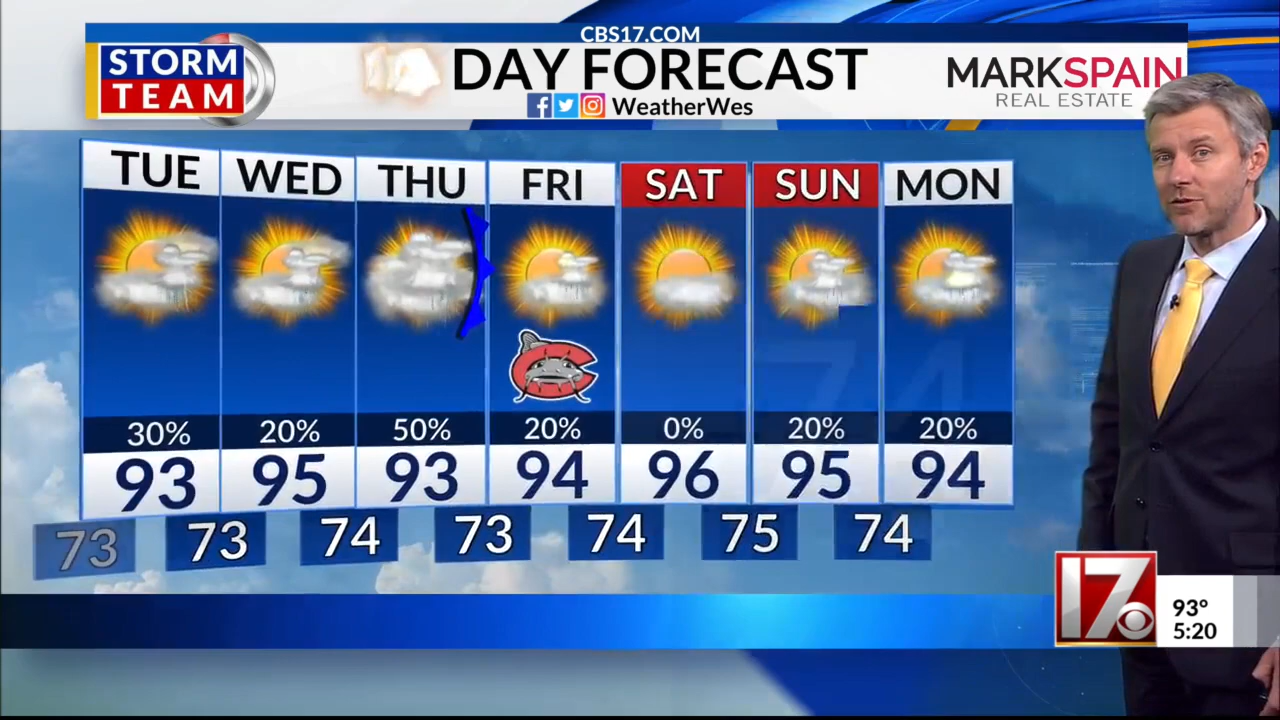 CBS17.COM
STORM
TEAM
DAY FORECAST
WeatherWes
MARKSPAIN
REAL ESTATE
TUE WED THU FRI SAT SUN MON
30% 20% 50% 20% 0% 20% 20%
93 95 93 94 96 95 94
73 73 74 73 74 75 74
17
93°
5:20